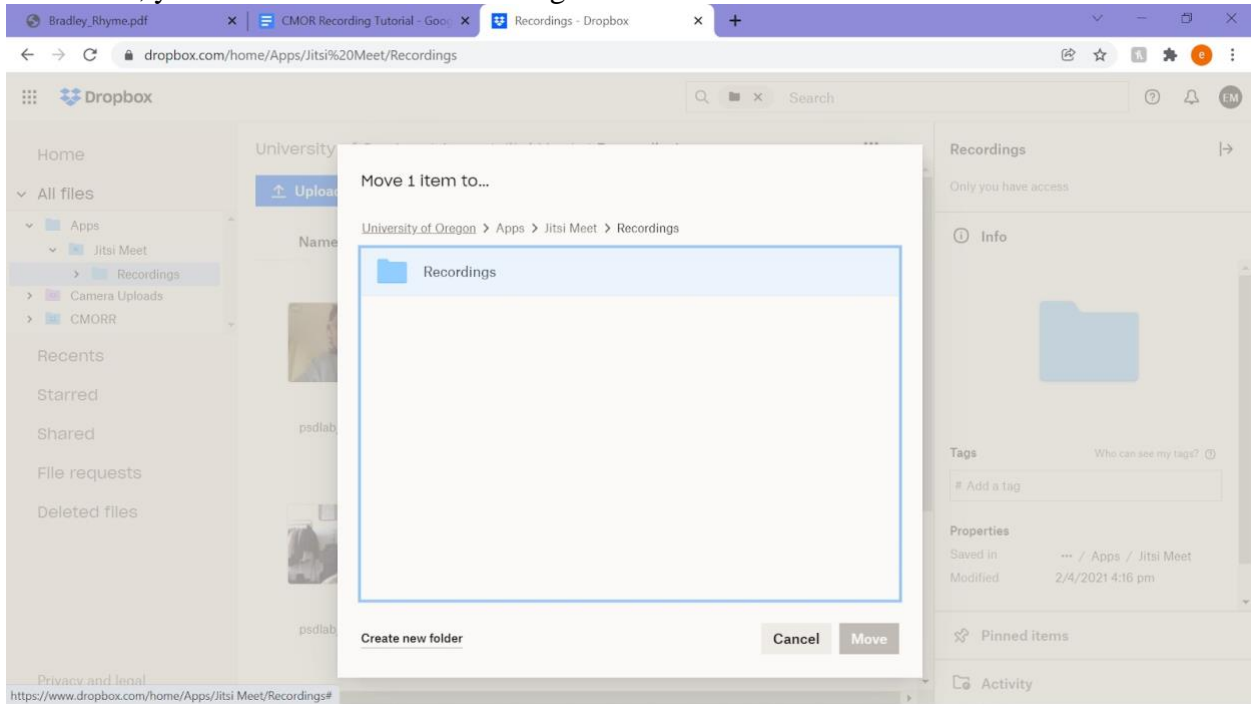 Bradley_Rhyme.pdf
CMOR Recording Tutorial - Goog
Recordings - Dropbox
dropbox.com/home/Apps/Jitsi%20Meet/Recordings
e
Dropbox
Search
EM
Home
University
Recordings
Only you have access
All files
Upload
Move 1 item to...
University of Oregon > Apps > Jitsi Meet > Recordings
Apps
Jitsi Meet
Recordings
Camera Uploads
CMORR
Name
Recordings
Info
Recents
Starred
Shared
File requests
Deleted files
psdlab
psdlab
Tags
Who can see my tags?
# Add a tag
Properties
Saved in
··· / Apps / Jitsi Meet
Modified
2/4/2021 4:16 pm
Create new folder
Cancel
Move
Pinned items
Activity
Privacy and legal
https://www.dropbox.com/home/Apps/Jitsi Meet/Recordings#